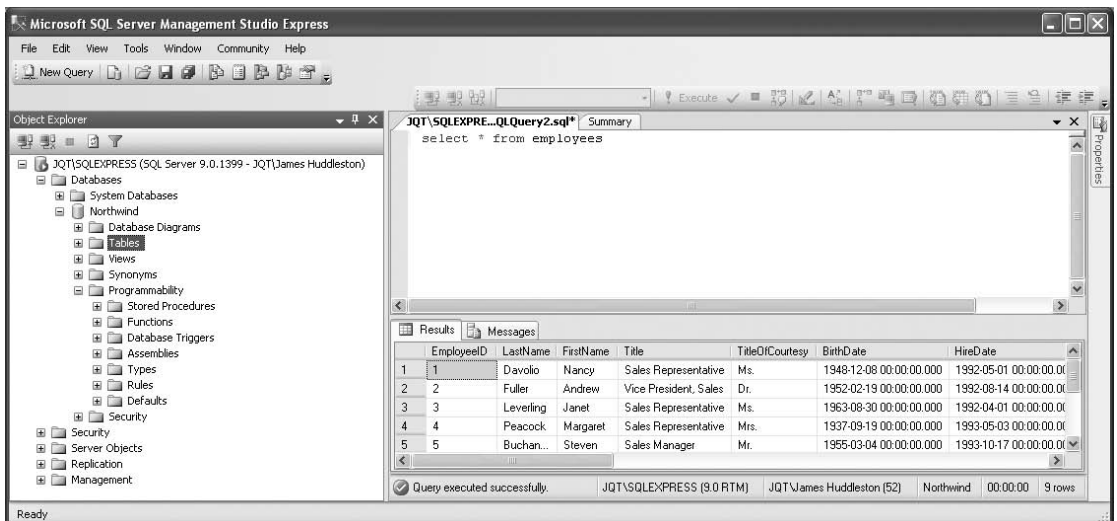 Microsoft SQL Server Management Studio Express
File Edit View Tools Window Community Help
New Query
Execute
Object Explorer
JQT\SQLEXPRE...QLQuery2.sql* Summary
Properties
select * from employees
JQT\SQLEXPRESS (SQL Server 9.0.1399 - JQT\James Huddleston)
Databases
System Databases
Northwind
Database Diagrams
Tables
Views
Synonyms
Programmability
Stored Procedures
Functions
Database Triggers
Assemblies
Types
Rules
Defaults
Security
Security
Server Objects
Replication
Management
Results Messages
EmployeeID LastName FirstName Title TitleOfCourtesy BirthDate HireDate
1 1 Davolio Nancy Sales Representative Ms. 1948-12-08 00:00:00.000 1992-05-01 00:00:00.00
2 2 Fuller Andrew Vice President, Sales Dr. 1952-02-19 00:00:00.000 1992-08-14 00:00:00.00
3 3 Leverling Janet Sales Representative Ms. 1963-08-30 00:00:00.000 1992-04-01 00:00:00.00
4 4 Peacock Margaret Sales Representative Mrs. 1937-09-19 00:00:00.000 1993-05-03 00:00:00.00
5 5 Buchan... Steven Sales Manager Mr. 1955-03-04 00:00:00.000 1993-10-17 00:00:00.00
Query executed successfully. JQT\SQLEXPRESS (9.0 RTM) JQT\James Huddleston (52) Northwind 00:00:00 9 rows
Ready